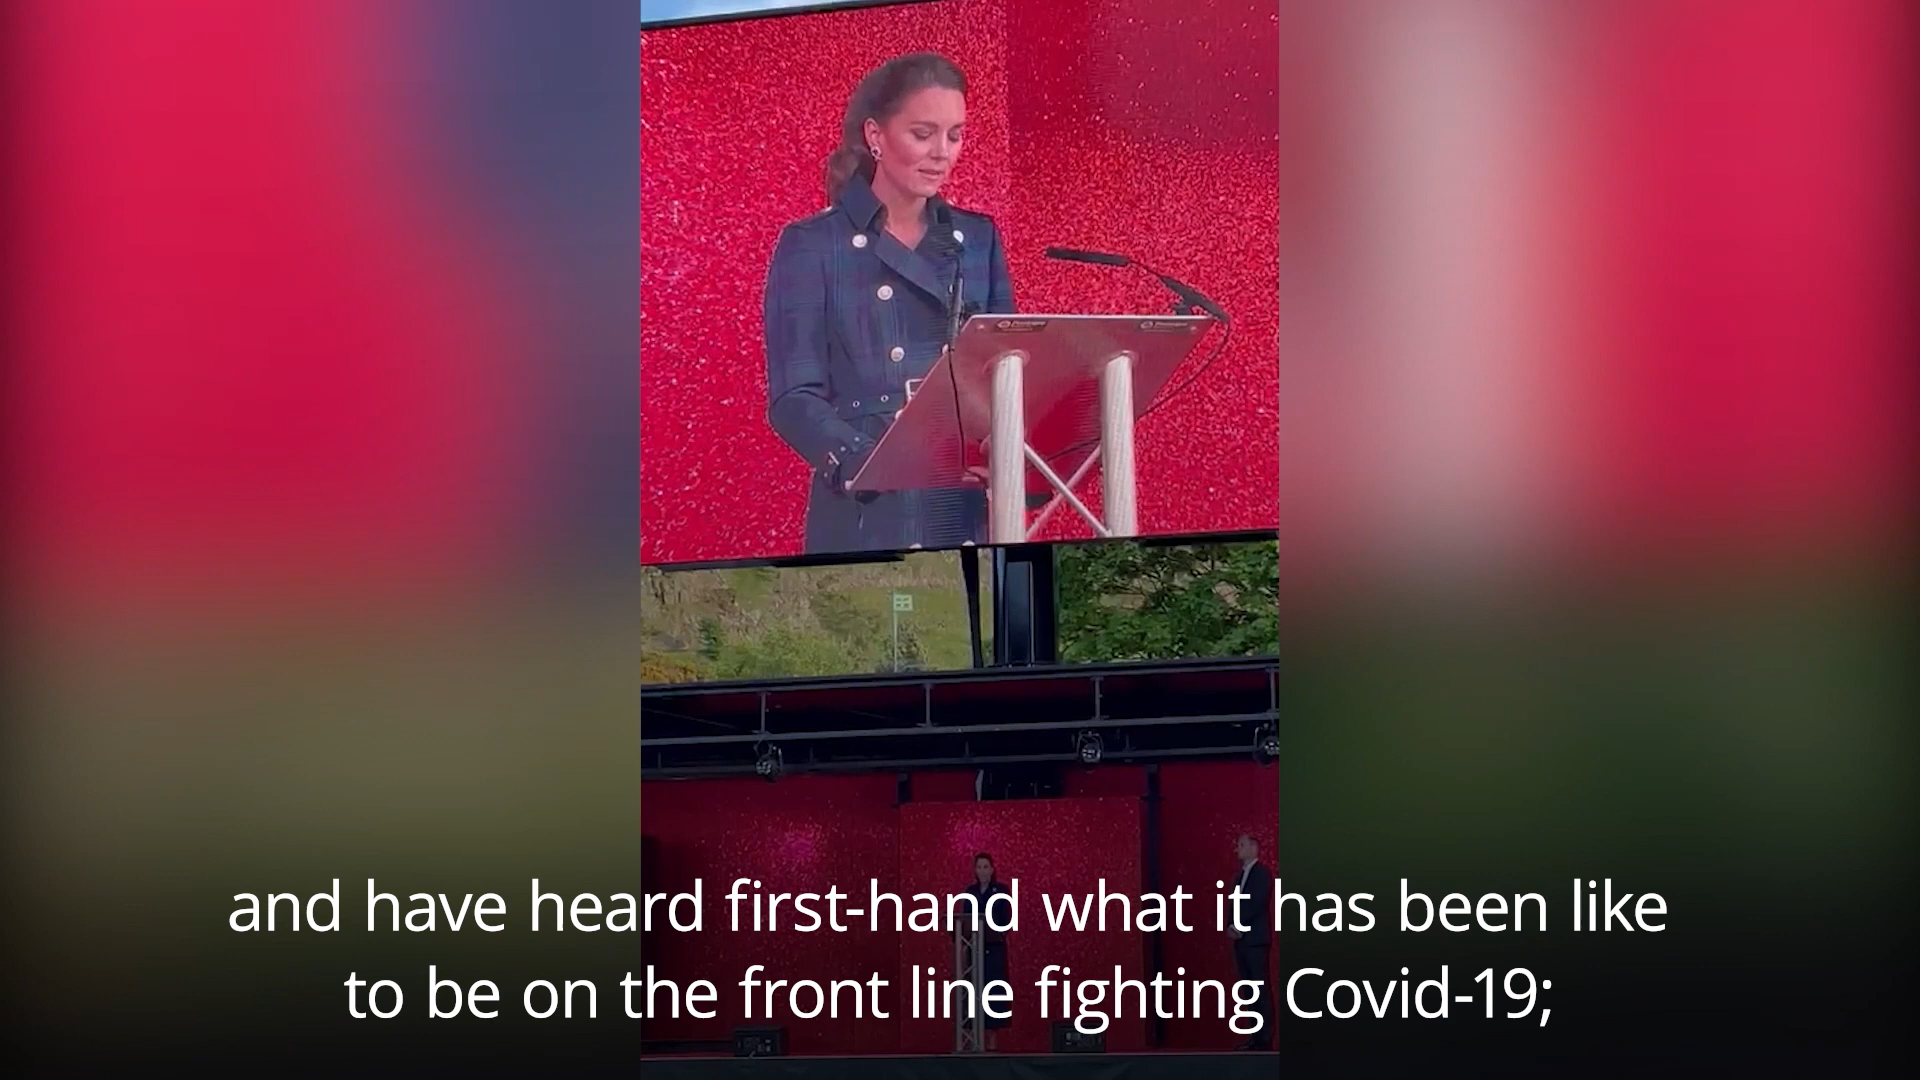 and have heard first-hand what it has been like
to be on the front line fighting Covid-19;